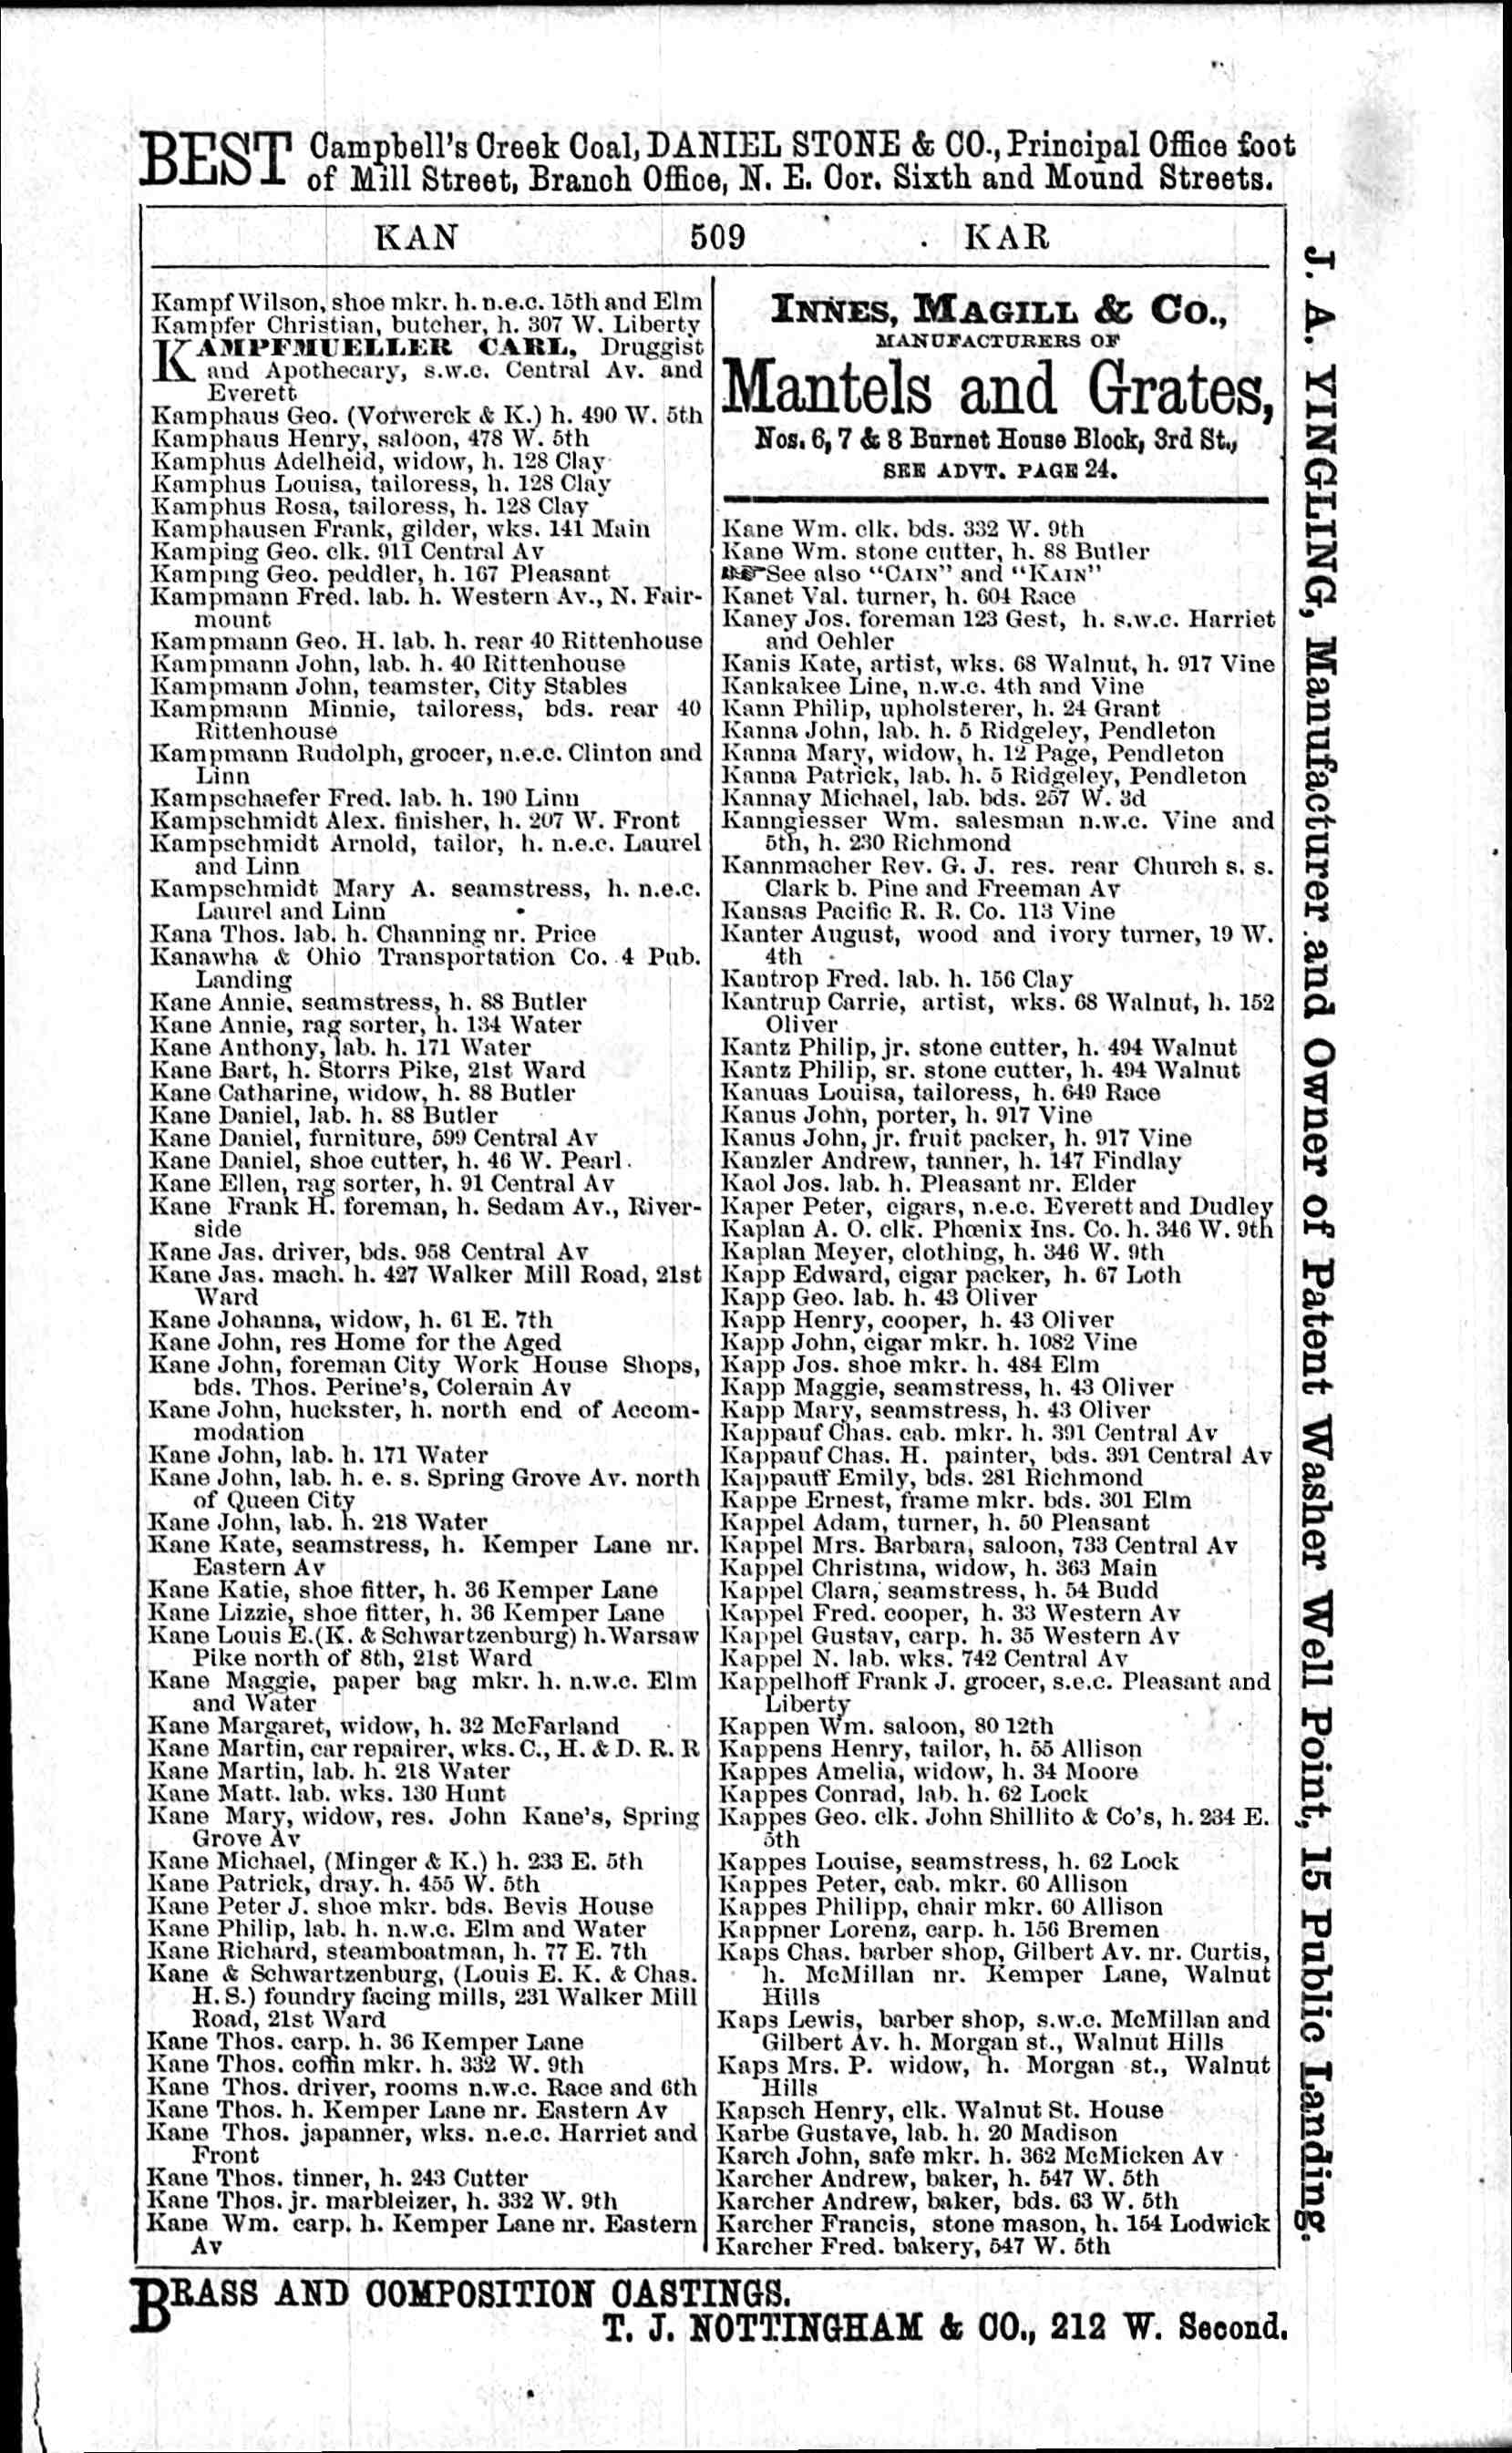 BEST Campbell's Creek Coal, DANIEL STONE & CO., Principal Office foot
of Mill Street, Branch Office, N. E. Cor. Sixth and Mound Streets.
KAN 509 KAR
Kampf Wilson, shoe mkr. h. n.e.c. 15th and Elm
Kampfer Christian, butcher, h. 307 W. Liberty
KAMPFMUELLER CARL, Druggist
and Apothecary, s.w.c. Central Av. and
Everett
Kamphaus Geo. (Vorwerck & K.) h. 490 W. 5th
Kamphaus Henry, saloon, 478 W. 5th
Kamphus Adelheid, widow, h. 128 Clay
Kamphus Louisa, tailoress, h. 128 Clay
Kamphus Rosa, tailoress, h. 128 Clay
Kamphausen Frank, gilder, wks. 141 Main
Kamping Geo. clk. 911 Central Av
Kamping Geo. peddler, h. 167 Pleasant
Kampmann Fred. lab. h. Western Av., N. Fair-
mount
Kampmann Geo. H. lab. h. rear 40 Rittenhouse
Kampmann John, lab. h. 40 Rittenhouse
Kampmann John, teamster, City Stables
Kampmann Minnie, tailoress, bds. rear 40
Rittenhouse
Kampmann Rudolph, grocer, n.e.c. Clinton and
Linn
Kampschaefer Fred. lab. h. 190 Linn
Kampschmidt Alex. finisher, h. 207 W. Front
Kampschmidt Arnold, tailor, h. n.e.c. Laurel
and Linn
Kampschmidt Mary A. seamstress, h. n.e.c.
Laurel and Linn
Kana Thos. lab. h. Channing nr. Price
Kanawha & Ohio Transportation Co. 4 Pub.
Landing
Kane Annie, seamstress, h. 88 Butler
Kane Annie, rag sorter, h. 134 Water
Kane Anthony, lab. h. 171 Water
Kane Bart, h. Storrs Pike, 21st Ward
Kane Catharine, widow, h. 88 Butler
Kane Daniel, lab. h. 88 Butler
Kane Daniel, furniture, 599 Central Av
Kane Daniel, shoe cutter, h. 46 W. Pearl
Kane Ellen, rag sorter, h. 91 Central Av
Kane Frank H. foreman, h. Sedam Av., River-
side
Kane Jas. driver, bds. 958 Central Av
Kane Jas. mach. h. 427 Walker Mill Road, 21st
Ward
Kane Johanna, widow, h. 61 E. 7th
Kane John, res Home for the Aged
Kane John, foreman City Work House Shops,
bds. Thos. Perine's, Colerain Av
Kane John, huckster, h. north end of Accom-
modation
Kane John, lab. h. 171 Water
Kane John, lab. h. e. s. Spring Grove Av. north
of Queen City
Kane John, lab. h. 218 Water
Kane Kate, seamstress, h. Kemper Lane nr.
Eastern Av
Kane Katie, shoe fitter, h. 36 Kemper Lane
Kane Lizzie, shoe fitter, h. 36 Kemper Lane
Kane Louis E.(K. & Schwartzenburg) h. Warsaw
Pike north of 8th, 21st Ward
Kane Maggie, paper bag mkr. h. n.w.c. Elm
and Water
Kane Margaret, widow, h. 32 McFarland
Kane Martin, car repairer, wks. C., H. & D. R. R
Kane Martin, lab. h. 218 Water
Kane Matt. lab. wks. 130 Hunt
Kane Mary, widow, res. John Kane's, Spring
Grove Av
Kane Michael, (Minger & K.) h. 233 E. 5th
Kane Patrick, dray. h. 455 W. 5th
Kane Peter J. shoe mkr. bds. Bevis House
Kane Philip, lab. h. n.w.c. Elm and Water
Kane Richard, steamboatman, h. 77 E. 7th
Kane & Schwartzenburg, (Louis E. K. & Chas.
H. S.) foundry facing mills, 231 Walker Mill
Road, 21st Ward
Kane Thos. carp. h. 36 Kemper Lane
Kane Thos. coffin mkr. h. 332 W. 9th
Kane Thos. driver, rooms n.w.c. Race and 6th
Kane Thos. h. Kemper Lane nr. Eastern Av
Kane Thos. japanner, wks. n.e.c. Harriet and
Front
Kane Thos. tinner, h. 243 Cutter
Kane Thos. jr. marbleizer, h. 332 W. 9th
Kane Wm. carp. h. Kemper Lane nr. Eastern
Av
INNES, MAGILL & CO.,
MANUFACTURERS OF
Mantels and Grates,
Nos. 6, 7 & 8 Burnet House Block, 3rd St.,
SEE ADVT. PAGE 24.
Kane Wm. clk. bds. 332 W. 9th
Kane Wm. stone cutter, h. 88 Butler
☞See also "CAIN" and "KAIN"
Kanet Val. turner, h. 604 Race
Kaney Jos. foreman 123 Gest, h. s.w.c. Harriet
and Oehler
Kanis Kate, artist, wks. 68 Walnut, h. 917 Vine
Kankakee Line, n.w.c. 4th and Vine
Kann Philip, upholsterer, h. 24 Grant
Kanna John, lab. h. 5 Ridgeley, Pendleton
Kanna Mary, widow, h. 12 Page, Pendleton
Kanna Patrick, lab. h. 5 Ridgeley, Pendleton
Kannay Michael, lab. bds. 257 W. 3d
Kanngiesser Wm. salesman n.w.c. Vine and
5th, h. 230 Richmond
Kannmacher Rev. G. J. res. rear Church s. s.
Clark b. Pine and Freeman Av
Kansas Pacific R. R. Co. 113 Vine
Kanter August, wood and ivory turner, 19 W.
4th
Kantrop Fred. lab. h. 156 Clay
Kantrup Carrie, artist, wks. 68 Walnut, h. 152
Oliver
Kantz Philip, jr. stone cutter, h. 494 Walnut
Kantz Philip, sr. stone cutter, h. 494 Walnut
Kanuas Louisa, tailoress, h. 649 Race
Kanus John, porter, h. 917 Vine
Kanus John, jr. fruit packer, h. 917 Vine
Kanzler Andrew, tanner, h. 147 Findlay
Kaol Jos. lab. h. Pleasant nr. Elder
Kaper Peter, cigars, n.e.c. Everett and Dudley
Kaplan A. O. clk. Phœnix Ins. Co. h. 346 W. 9th
Kaplan Meyer, clothing, h. 346 W. 9th
Kapp Edward, cigar packer, h. 67 Loth
Kapp Geo. lab. h. 43 Oliver
Kapp Henry, cooper, h. 43 Oliver
Kapp John, cigar mkr. h. 1082 Vine
Kapp Jos. shoe mkr. h. 484 Elm
Kapp Maggie, seamstress, h. 43 Oliver
Kapp Mary, seamstress, h. 43 Oliver
Kappauf Chas. cab. mkr. h. 391 Central Av
Kappauf Chas. H. painter, bds. 391 Central Av
Kappauff Emily, bds. 281 Richmond
Kappe Ernest, frame mkr. bds. 301 Elm
Kappel Adam, turner, h. 50 Pleasant
Kappel Mrs. Barbara, saloon, 733 Central Av
Kappel Christina, widow, h. 363 Main
Kappel Clara, seamstress, h. 54 Budd
Kappel Fred. cooper, h. 33 Western Av
Kappel Gustav, carp. h. 35 Western Av
Kappel N. lab. wks. 742 Central Av
Kappelhoff Frank J. grocer, s.e.c. Pleasant and
Liberty
Kappen Wm. saloon, 80 12th
Kappens Henry, tailor, h. 55 Allison
Kappes Amelia, widow, h. 34 Moore
Kappes Conrad, lab. h. 62 Lock
Kappes Geo. clk. John Shillito & Co's, h. 234 E.
5th
Kappes Louise, seamstress, h. 62 Lock
Kappes Peter, cab. mkr. 60 Allison
Kappes Philipp, chair mkr. 60 Allison
Kappner Lorenz, carp. h. 156 Bremen
Kaps Chas. barber shop, Gilbert Av. nr. Curtis,
h. McMillan nr. Kemper Lane, Walnut
Hills
Kaps Lewis, barber shop, s.w.c. McMillan and
Gilbert Av. h. Morgan st., Walnut Hills
Kaps Mrs. P. widow, h. Morgan st., Walnut
Hills
Kapsch Henry, clk. Walnut St. House
Karbe Gustave, lab. h. 20 Madison
Karch John, safe mkr. h. 362 McMicken Av
Karcher Andrew, baker, h. 547 W. 5th
Karcher Andrew, baker, bds. 63 W. 5th
Karcher Francis, stone mason, h. 154 Lodwick
Karcher Fred. bakery, 547 W. 5th
J. A. YINGLING, Manufacturer and Owner of Patent Washer Well Point, 15 Public Landing.
BRASS AND COMPOSITION CASTINGS.
T. J. NOTTINGHAM & CO., 212 W. Second.